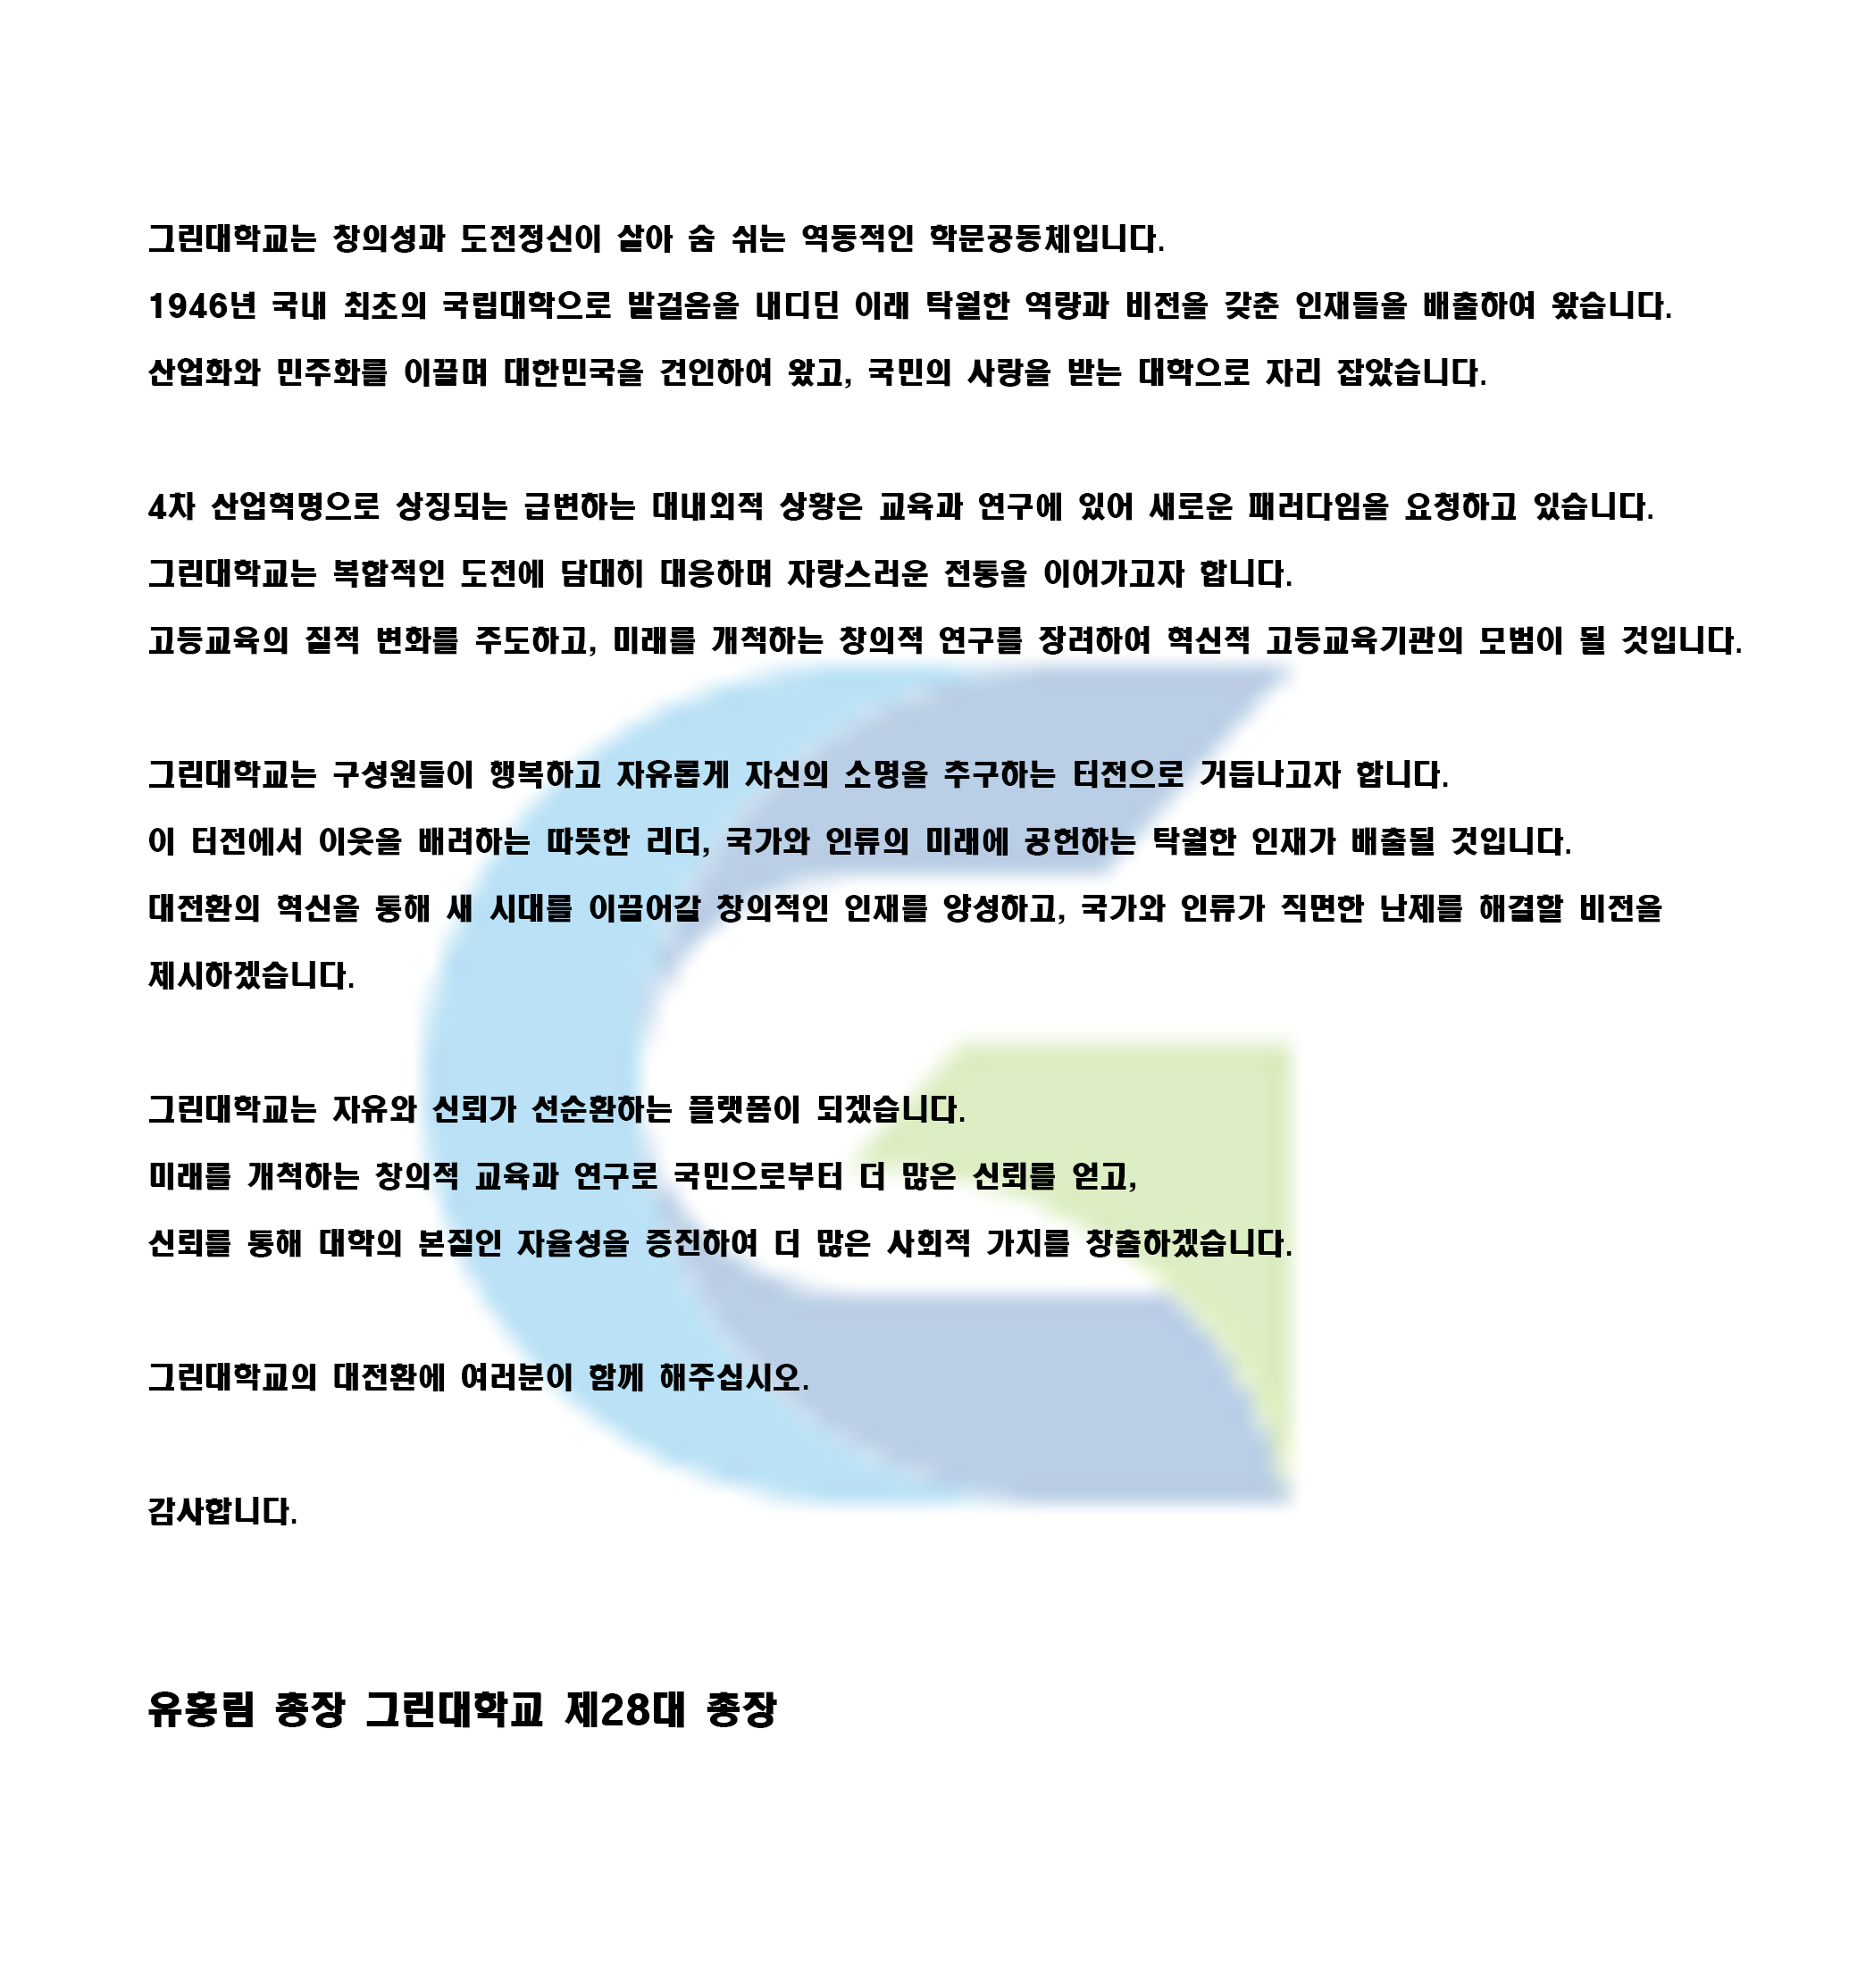 그린대학교는 창의성과 도전정신이 살아 숨 쉬는 역동적인 학문공동체입니다.
1946년 국내 최초의 국립대학으로 발걸음을 내디딘 이래 탁월한 역량과 비전을 갖춘 인재들을 배출하여 왔습니다.
산업화와 민주화를 이끌며 대한민국을 견인하여 왔고, 국민의 사랑을 받는 대학으로 자리 잡았습니다.
4차 산업혁명으로 상징되는 급변하는 대내외적 상황은 교육과 연구에 있어 새로운 패러다임을 요청하고 있습니다.
그린대학교는 복합적인 도전에 담대히 대응하며 자랑스러운 전통을 이어가고자 합니다.
고등교육의 질적 변화를 주도하고, 미래를 개척하는 창의적 연구를 장려하여 혁신적 고등교육기관의 모범이 될 것입니다.
그린대학교는 구성원들이 행복하고 자유롭게 자신의 소명을 추구하는 터전으로 거듭나고자 합니다.
이 터전에서 이웃을 배려하는 따뜻한 리더, 국가와 인류의 미래에 공헌하는 탁월한 인재가 배출될 것입니다.
대전환의 혁신을 통해 새 시대를 이끌어갈 창의적인 인재를 양성하고, 국가와 인류가 직면한 난제를 해결할 비전을
제시하겠습니다.
그린대학교는 자유와 신뢰가 선순환하는 플랫폼이 되겠습니다.
미래를 개척하는 창의적 교육과 연구로 국민으로부터 더 많은 신뢰를 얻고,
신뢰를 통해 대학의 본질인 자율성을 증진하여 더 많은 사회적 가치를 창출하겠습니다.
그린대학교의 대전환에 여러분이 함께 해주십시오.
감사합니다.
유홍림 총장 그린대학교 제28대 총장